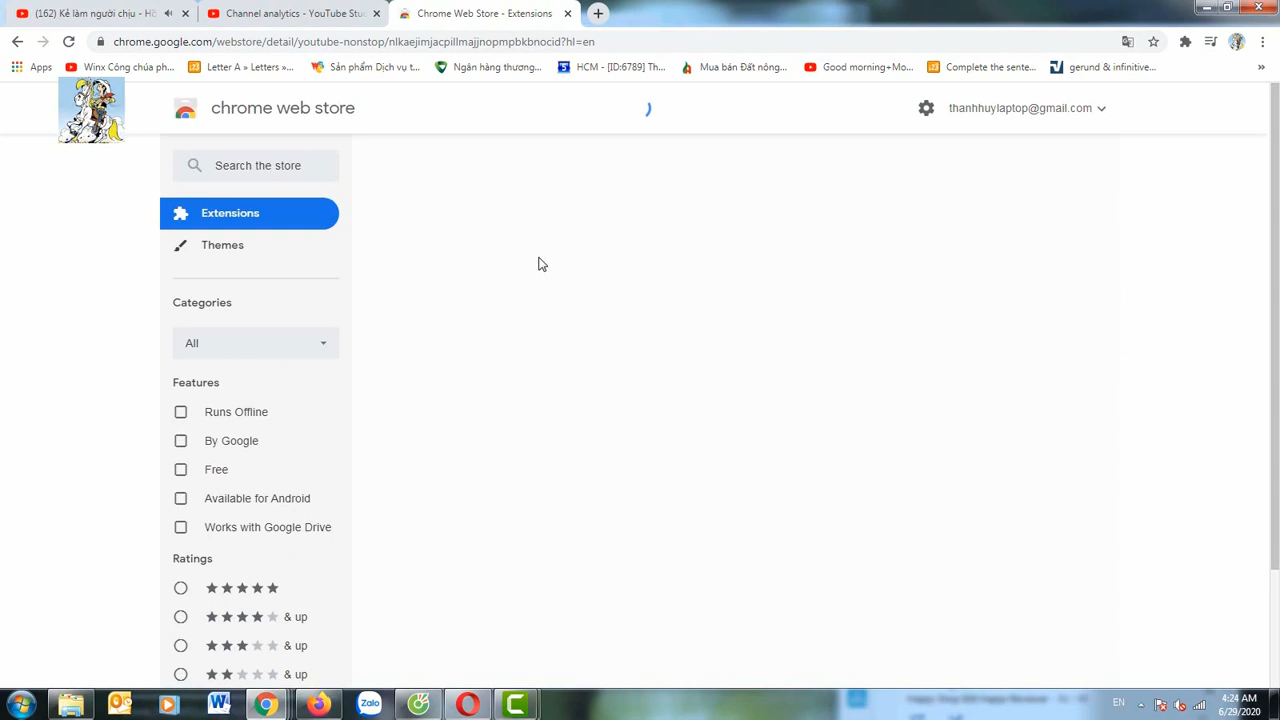 (162) Kẻ làm người chịu - Hồ
Channel analytics - YouTube Stu
Chrome Web Store - Extensions
chrome.google.com/webstore/detail/youtube-nonstop/nlkaejimjacpillmajjnopmpbkbnocid?hl=en
Apps
Winx Công chúa ph...
Letter A » Letters »...
Sản phẩm Dịch vụ t...
Ngân hàng thương...
HCM - [ID:6789] Th...
Mua bán Đất nông...
Good morning+Mo...
Complete the sente...
gerund & infinitive...
»
chrome web store
thanhhuylaptop@gmail.com
Search the store
Extensions
Themes
Categories
All
Features
Runs Offline
By Google
Free
Available for Android
Works with Google Drive
Ratings
& up
& up
& up
Zalo
EN
4:24 AM
6/29/2020